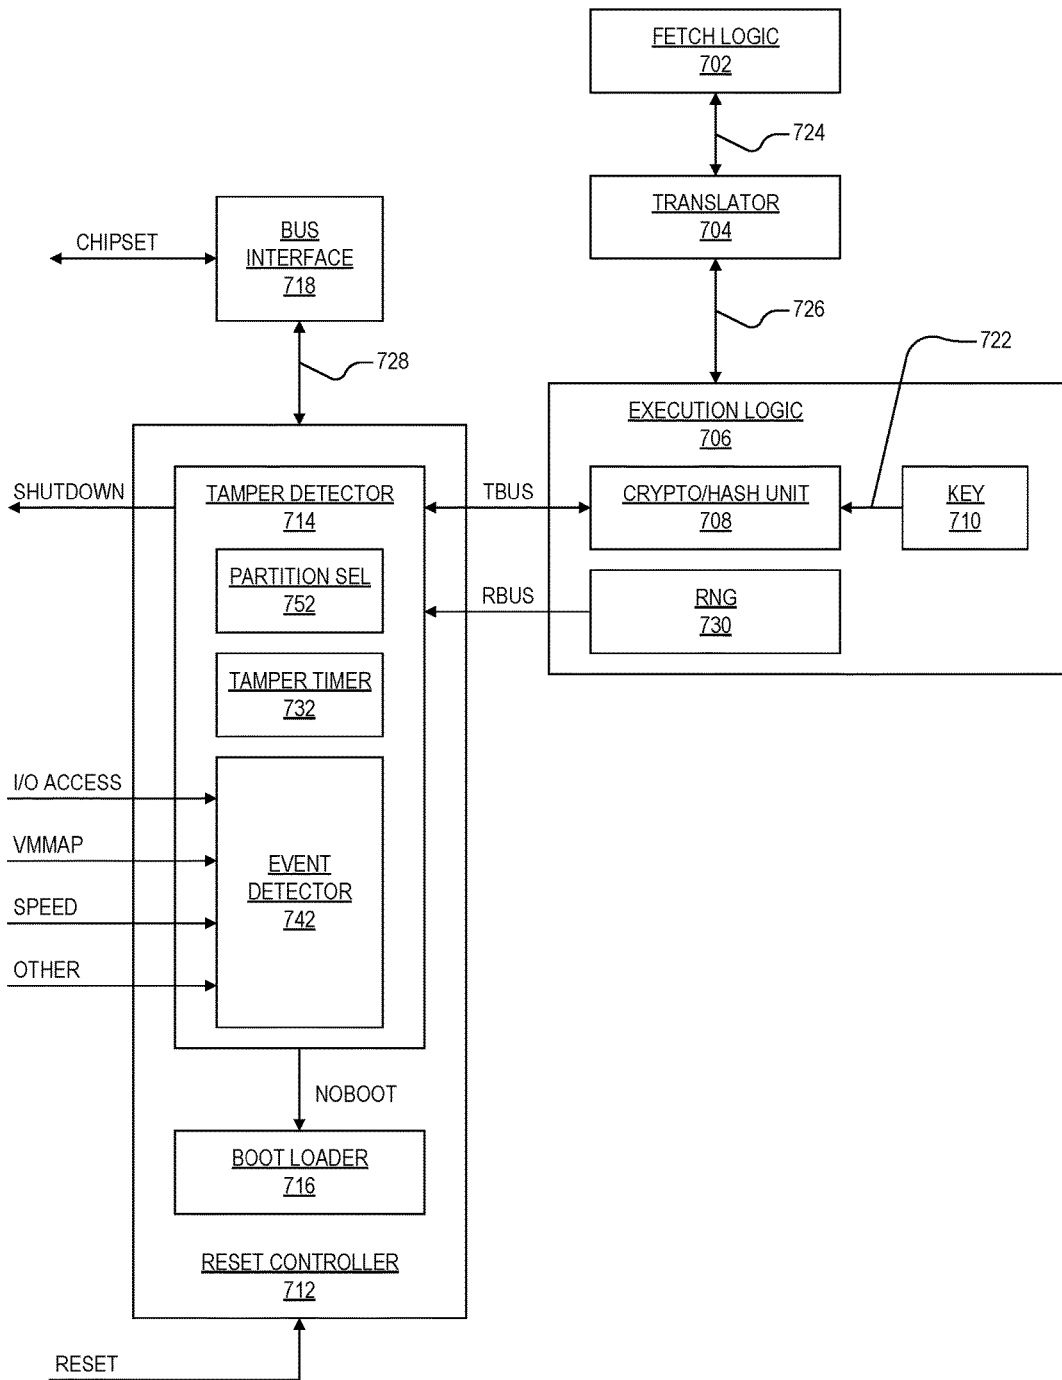 FETCH LOGIC
702
724
TRANSLATOR
704
726
722
BUS
INTERFACE
718
CHIPSET
728
EXECUTION LOGIC
706
CRYPTO/HASH UNIT
708
KEY
710
RNG
730
TBUS
RBUS
SHUTDOWN
TAMPER DETECTOR
714
PARTITION SEL
752
TAMPER TIMER
732
I/O ACCESS
VMMAP
SPEED
OTHER
EVENT
DETECTOR
742
NOBOOT
BOOT LOADER
716
RESET CONTROLLER
712
RESET